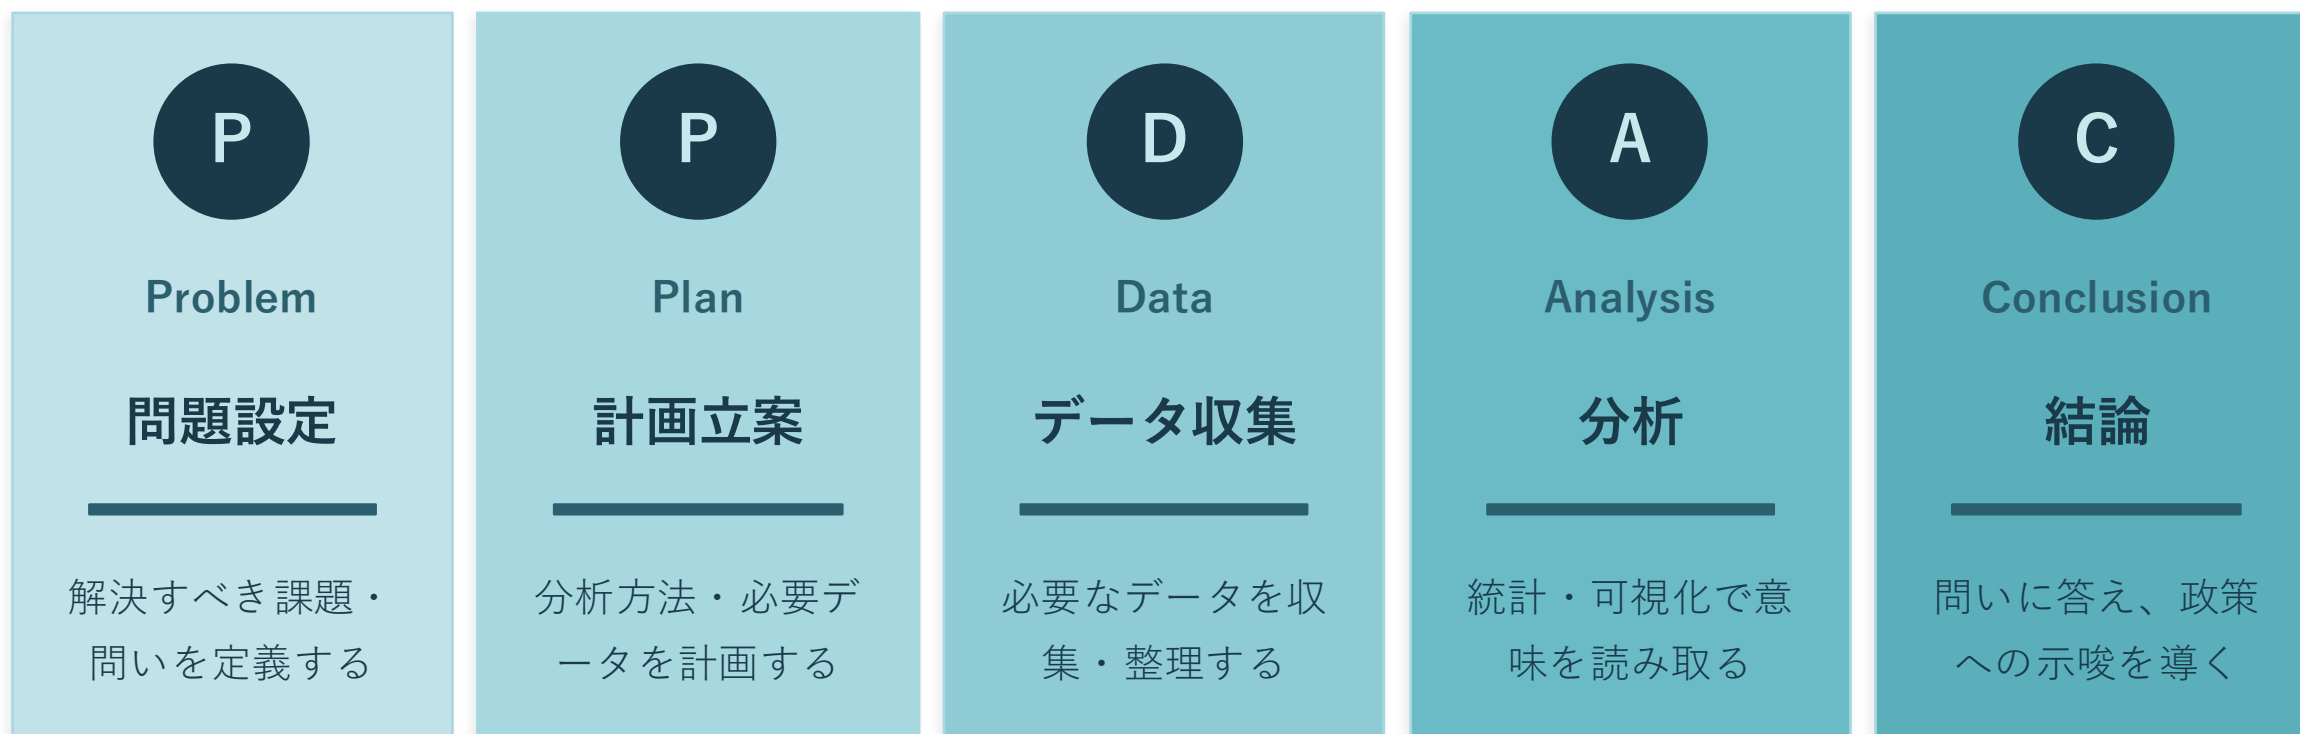 P
Problem
問題設定
解決すべき課題・
問いを定義する
P
Plan
計画立案
分析方法・必要デ
ータを計画する
D
Data
データ収集
必要なデータを収
集・整理する
A
Analysis
分析
統計・可視化で意
味を読み取る
C
Conclusion
結論
問いに答え、政策
への示唆を導く